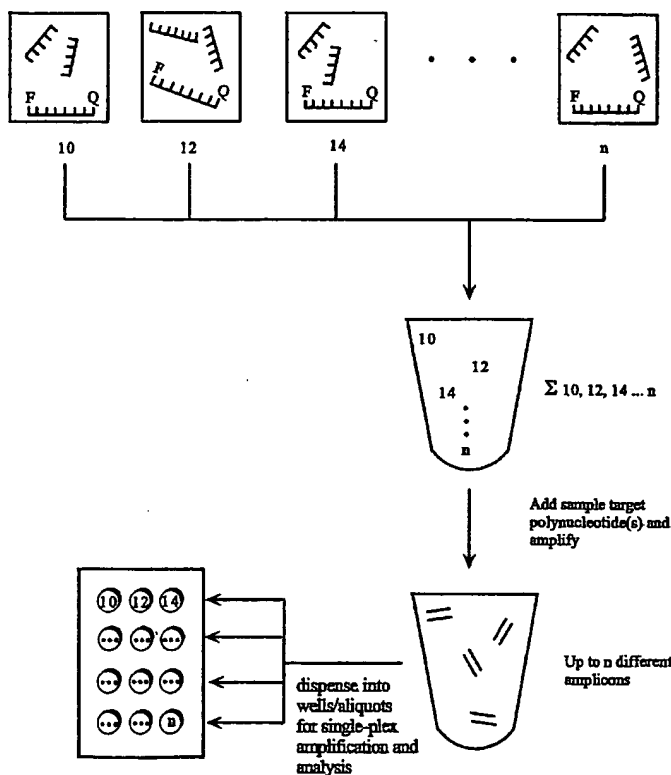 F Q
F Q
F Q
F Q
10 12 14 n
10
12
14
n
Σ 10, 12, 14 ... n
Add sample target
polynucleotide(s) and
amplify
10 12 14
... ... ...
... ... ...
... ... n
Up to n different
amplicons
dispense into
wells/aliquots
for single-plex
amplification and
analysis